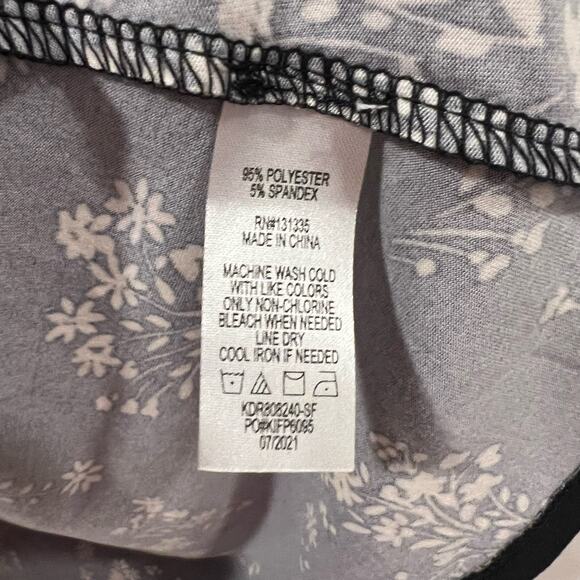 95% POLYESTER
5% SPANDEX
RN#131335
MADE IN CHINA
MACHINE WASH COLD
WITH LIKE COLORS
ONLY NON-CHLORINE
BLEACH WHEN NEEDED
LINE DRY
COOL IRON IF NEEDED
KDR808240-SF
PO#KIFP6095
07/2021